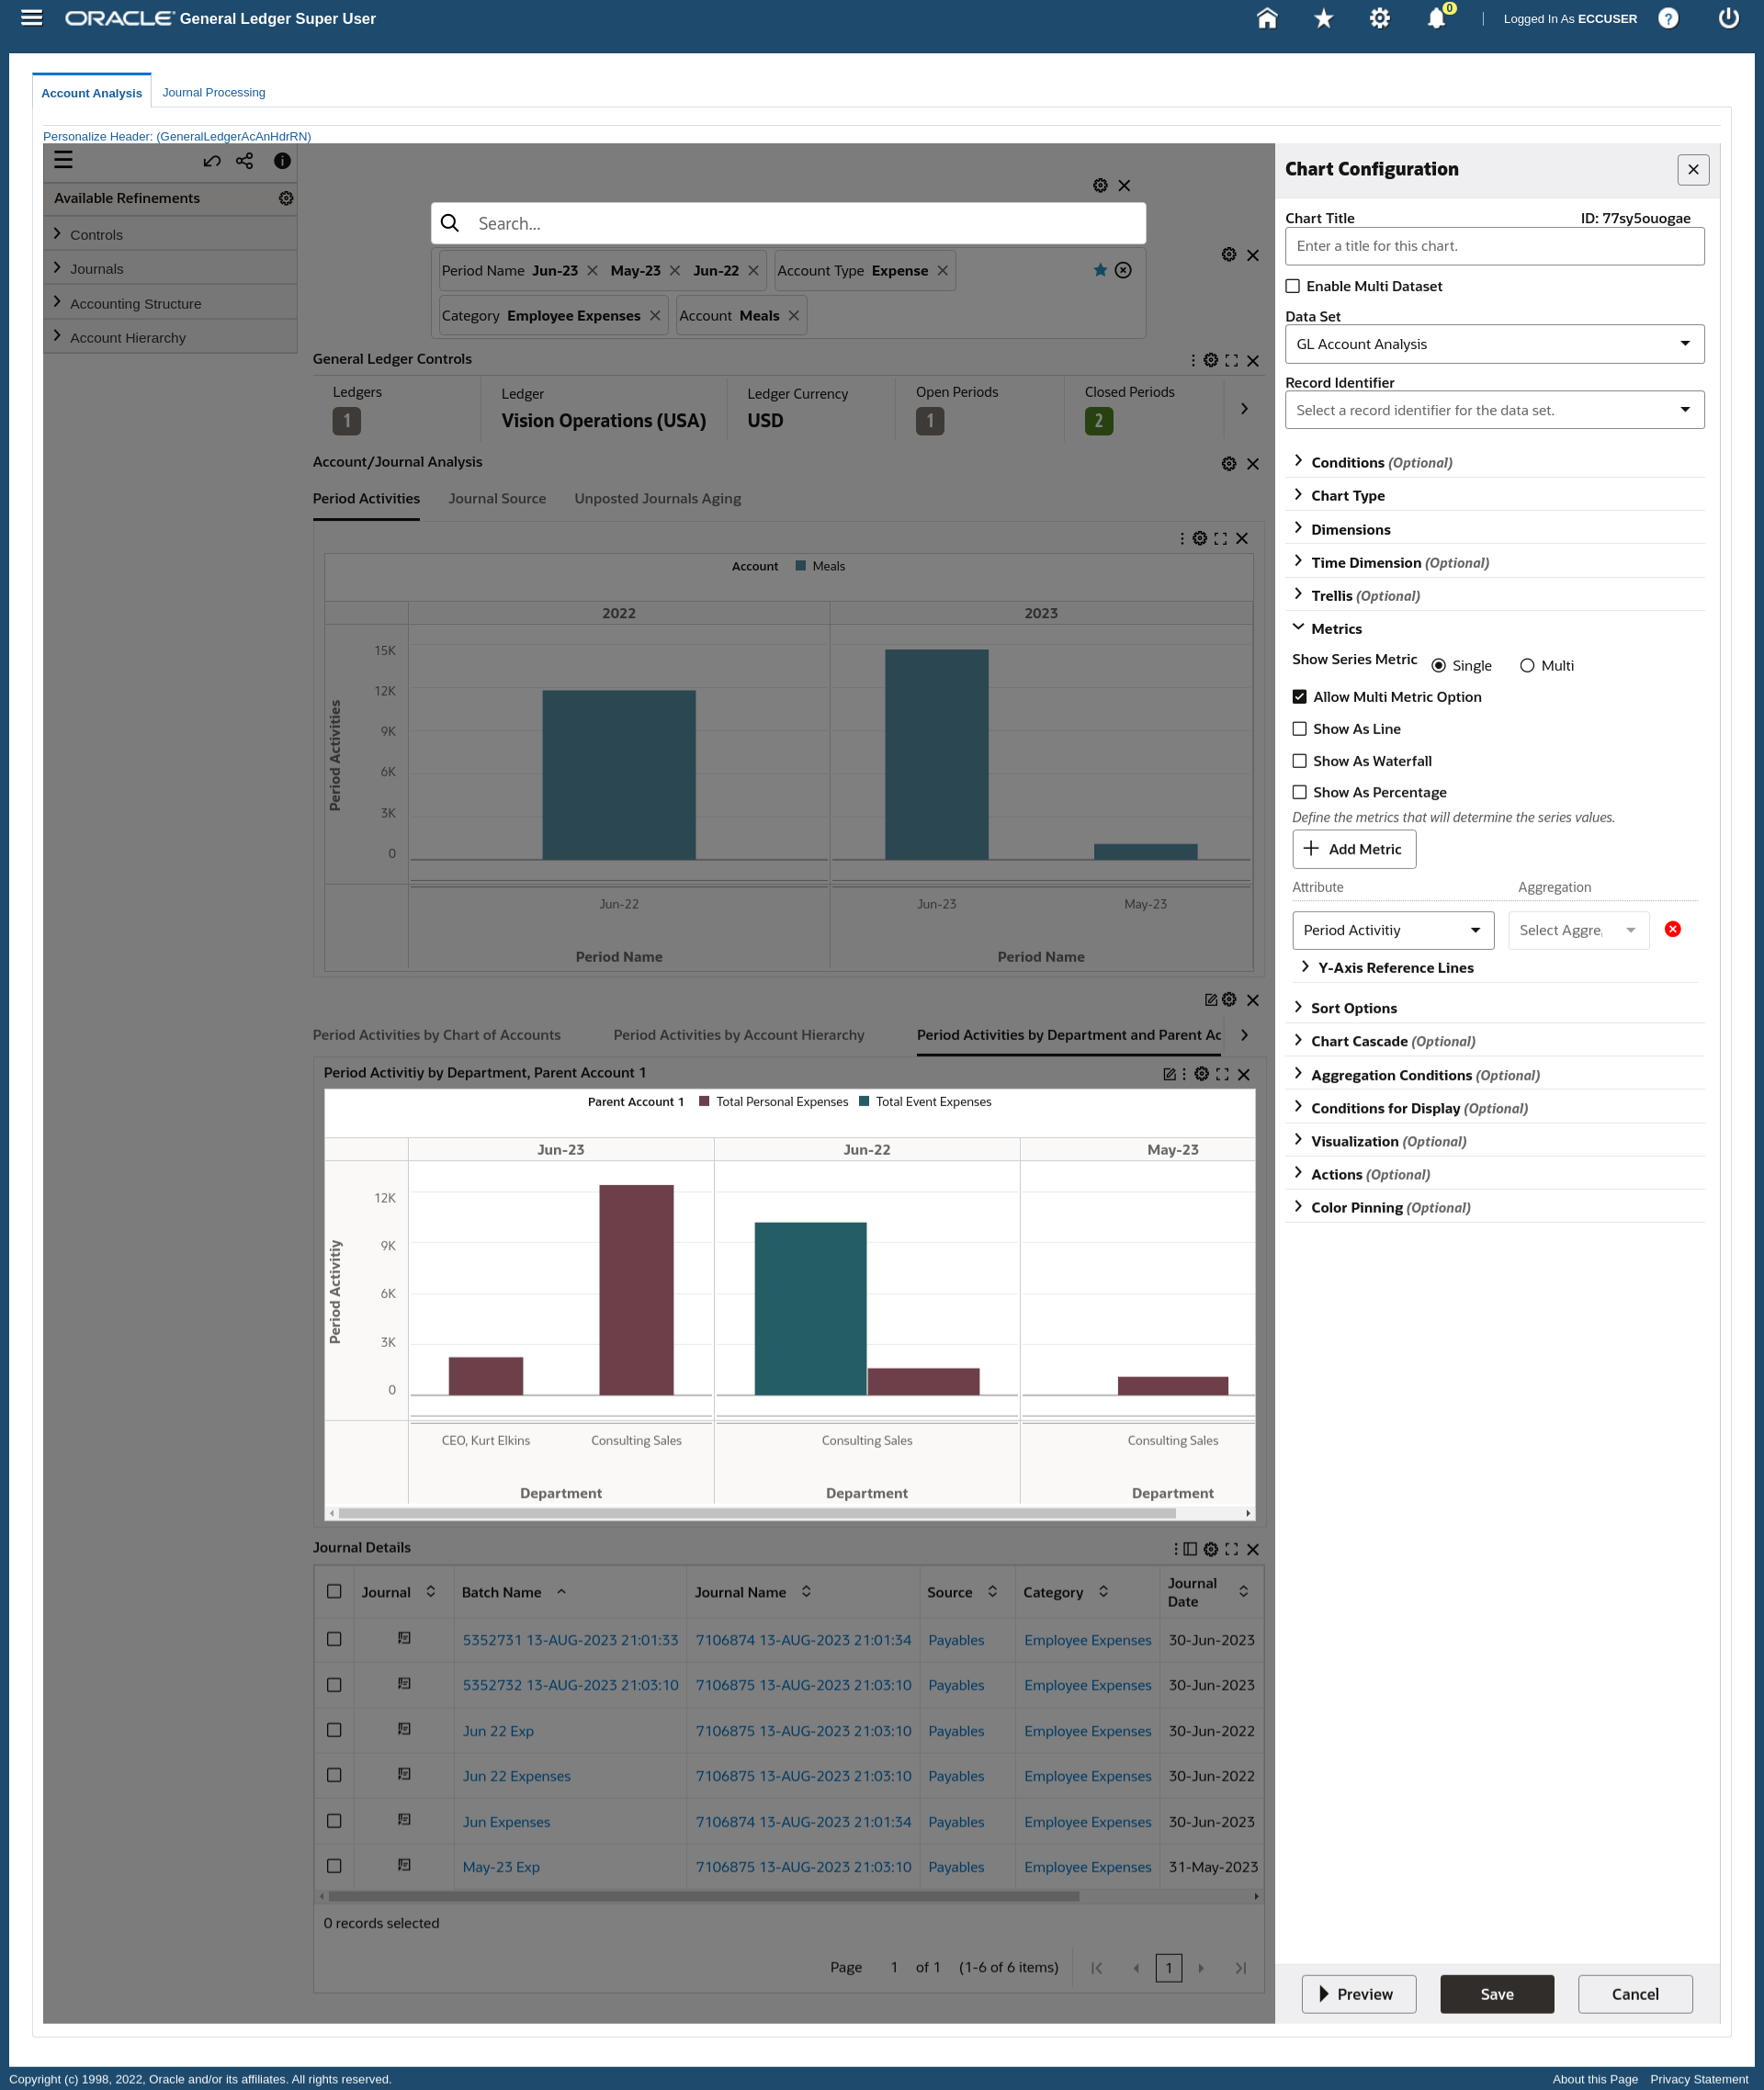 ORACLE General Ledger Super User
0
Logged In As ECCUSER
?
Account Analysis
Journal Processing
Personalize Header: (GeneralLedgerAcAnHdrRN)
Available Refinements
Controls
Journals
Accounting Structure
Account Hierarchy
Search...
Period Name Jun-23 May-23 Jun-22 Account Type Expense
Category Employee Expenses Account Meals
General Ledger Controls
Ledgers Ledger Ledger Currency Open Periods Closed Periods
1 Vision Operations (USA) USD 1 2
Account/Journal Analysis
Period Activities Journal Source Unposted Journals Aging
Account Meals
2022 2023
15K
12K
9K
6K
3K
0
Period Activities
Jun-22 Jun-23 May-23
Period Name Period Name
Period Activities by Chart of Accounts Period Activities by Account Hierarchy Period Activities by Department and Parent Ac
Period Activitiy by Department, Parent Account 1
Parent Account 1 Total Personal Expenses Total Event Expenses
Jun-23 Jun-22 May-23
12K
9K
6K
3K
0
Period Activitiy
CEO, Kurt Elkins Consulting Sales Consulting Sales Consulting Sales
Department Department Department
Journal Details
Journal Batch Name Journal Name Source Category Journal Date
5352731 13-AUG-2023 21:01:33 7106874 13-AUG-2023 21:01:34 Payables Employee Expenses 30-Jun-2023
5352732 13-AUG-2023 21:03:10 7106875 13-AUG-2023 21:03:10 Payables Employee Expenses 30-Jun-2023
Jun 22 Exp 7106875 13-AUG-2023 21:03:10 Payables Employee Expenses 30-Jun-2022
Jun 22 Expenses 7106875 13-AUG-2023 21:03:10 Payables Employee Expenses 30-Jun-2022
Jun Expenses 7106874 13-AUG-2023 21:01:34 Payables Employee Expenses 30-Jun-2023
May-23 Exp 7106875 13-AUG-2023 21:03:10 Payables Employee Expenses 31-May-2023
0 records selected
Page 1 of 1 (1-6 of 6 items) 1
Chart Configuration
Chart Title ID: 77sy5ouogae
Enter a title for this chart.
Enable Multi Dataset
Data Set
GL Account Analysis
Record Identifier
Select a record identifier for the data set.
Conditions (Optional)
Chart Type
Dimensions
Time Dimension (Optional)
Trellis (Optional)
Metrics
Show Series Metric Single Multi
Allow Multi Metric Option
Show As Line
Show As Waterfall
Show As Percentage
Define the metrics that will determine the series values.
Add Metric
Attribute Aggregation
Period Activitiy Select Aggre
Y-Axis Reference Lines
Sort Options
Chart Cascade (Optional)
Aggregation Conditions (Optional)
Conditions for Display (Optional)
Visualization (Optional)
Actions (Optional)
Color Pinning (Optional)
Preview Save Cancel
Copyright (c) 1998, 2022, Oracle and/or its affiliates. All rights reserved.
About this Page Privacy Statement